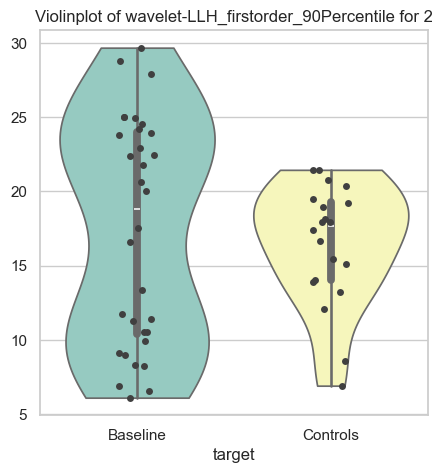 Violinplot of wavelet-LLH_firstorder_90Percentile for 2
30
25
20
15
10
5
Baseline Controls
target